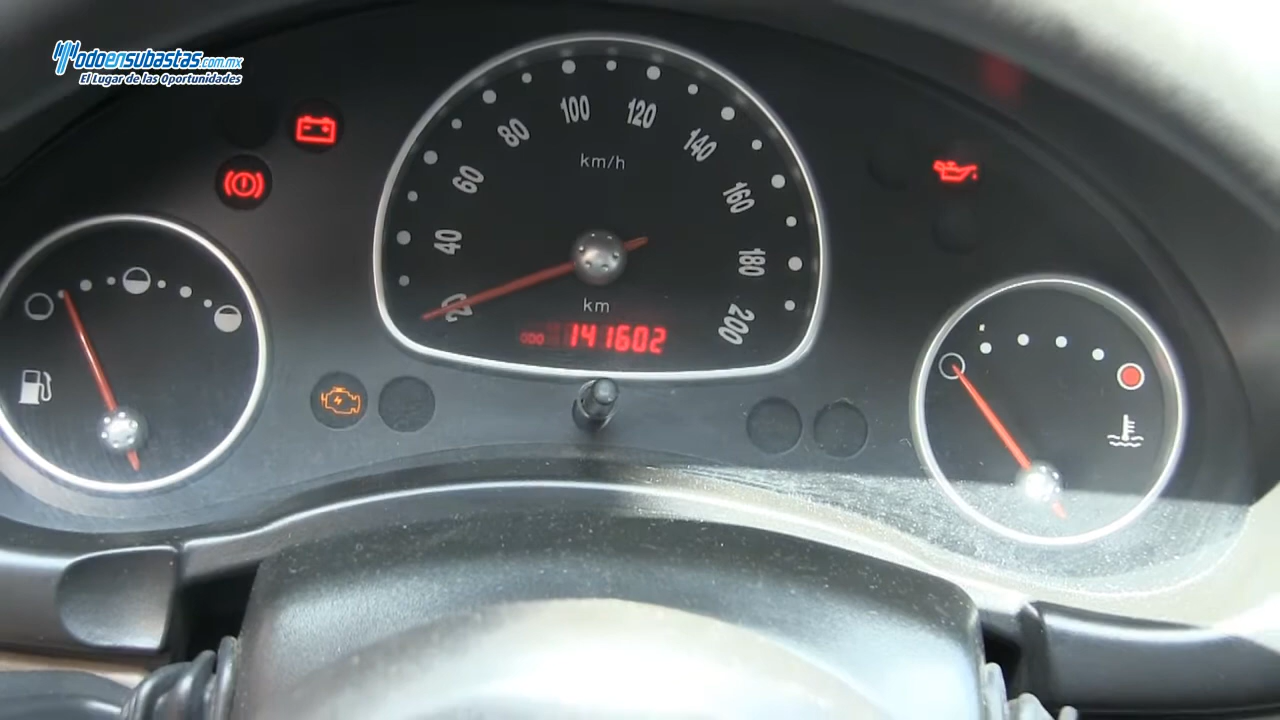 Todoensubastas.com.mx
El Lugar de las Oportunidades
20
40
60
80
100
120
140
160
180
200
km/h
km
ODO 141602